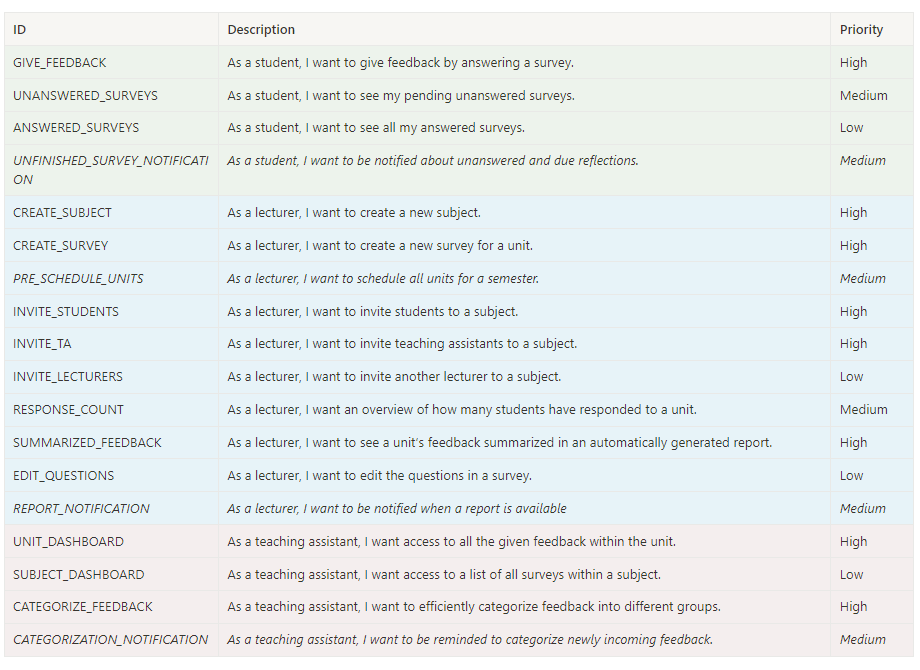 ID Description Priority
GIVE_FEEDBACK As a student, I want to give feedback by answering a survey. High
UNANSWERED_SURVEYS As a student, I want to see my pending unanswered surveys. Medium
ANSWERED_SURVEYS As a student, I want to see all my answered surveys. Low
UNFINISHED_SURVEY_NOTIFICATI As a student, I want to be notified about unanswered and due reflections. Medium
ON
CREATE_SUBJECT As a lecturer, I want to create a new subject. High
CREATE_SURVEY As a lecturer, I want to create a new survey for a unit. High
PRE_SCHEDULE_UNITS As a lecturer, I want to schedule all units for a semester. Medium
INVITE_STUDENTS As a lecturer, I want to invite students to a subject. High
INVITE_TA As a lecturer, I want to invite teaching assistants to a subject. High
INVITE_LECTURERS As a lecturer, I want to invite another lecturer to a subject. Low
RESPONSE_COUNT As a lecturer, I want an overview of how many students have responded to a unit. Medium
SUMMARIZED_FEEDBACK As a lecturer, I want to see a unit's feedback summarized in an automatically generated report. High
EDIT_QUESTIONS As a lecturer, I want to edit the questions in a survey. Low
REPORT_NOTIFICATION As a lecturer, I want to be notified when a report is available Medium
UNIT_DASHBOARD As a teaching assistant, I want access to all the given feedback within the unit. High
SUBJECT_DASHBOARD As a teaching assistant, I want access to a list of all surveys within a subject. Low
CATEGORIZE_FEEDBACK As a teaching assistant, I want to efficiently categorize feedback into different groups. High
CATEGORIZATION_NOTIFICATION As a teaching assistant, I want to be reminded to categorize newly incoming feedback. Medium